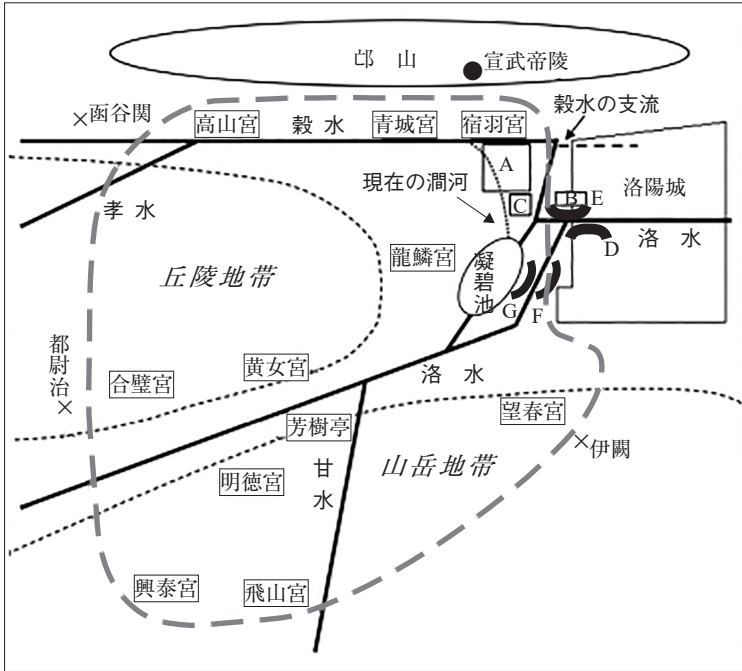 邙山
宣武帝陵
函谷関
高山宮
穀水
青城宮
宿羽宮
穀水の支流
A
B
E
洛陽城
現在の澗河
C
孝水
洛水
D
龍鱗宮
凝碧池
丘陵地帯
G
F
都尉治
黄女宮
洛水
合璧宮
望春宮
芳樹亭
伊闕
山岳地帯
明徳宮
甘水
興泰宮
飛山宮